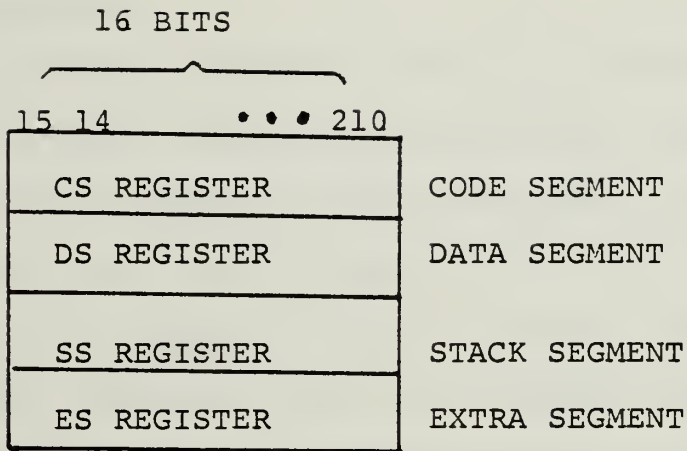 16 BITS
15 14 • • • 210
CS REGISTER CODE SEGMENT
DS REGISTER DATA SEGMENT
SS REGISTER STACK SEGMENT
ES REGISTER EXTRA SEGMENT